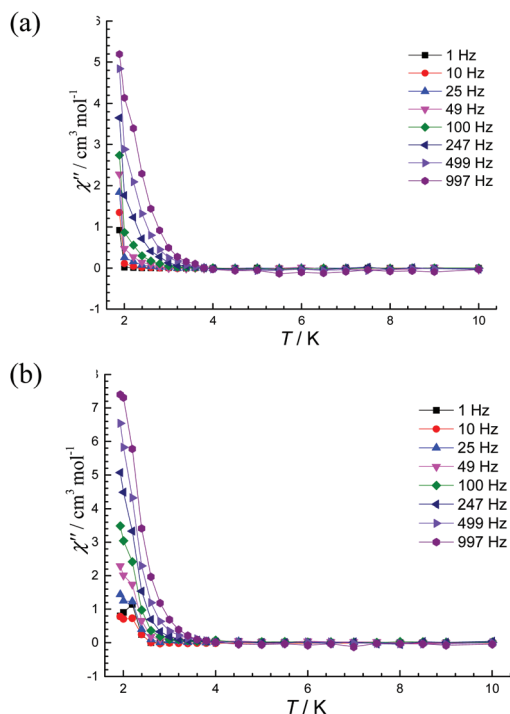 (a)
6
5
4
3
2
1
0
-1
χ″ / cm³ mol⁻¹
2 4 6 8 10
T / K
1 Hz
10 Hz
25 Hz
49 Hz
100 Hz
247 Hz
499 Hz
997 Hz
(b)
8
7
6
5
4
3
2
1
0
-1
χ″ / cm³ mol⁻¹
2 4 6 8 10
T / K
1 Hz
10 Hz
25 Hz
49 Hz
100 Hz
247 Hz
499 Hz
997 Hz